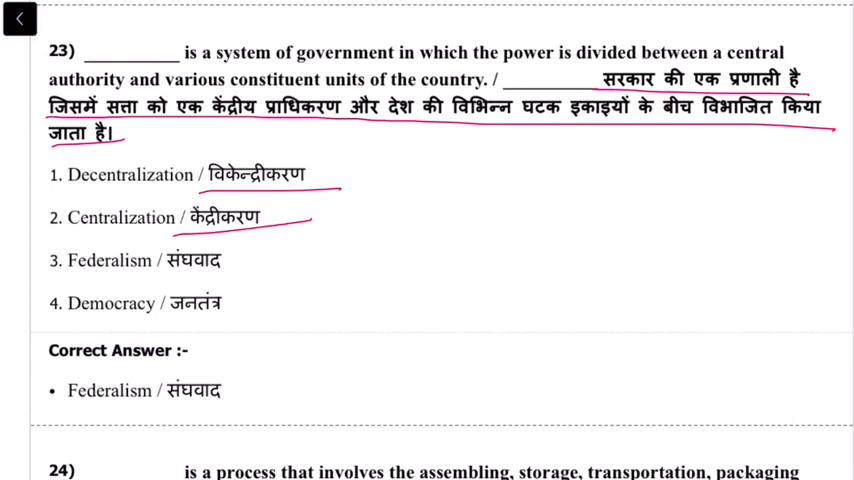 23) ___________ is a system of government in which the power is divided between a central
authority and various constituent units of the country. / ___________ सरकार की एक प्रणाली है
जिसमें सत्ता को एक केंद्रीय प्राधिकरण और देश की विभिन्न घटक इकाइयों के बीच विभाजित किया
जाता है।
1. Decentralization / विकेन्द्रीकरण
2. Centralization / केंद्रीकरण
3. Federalism / संघवाद
4. Democracy / जनतंत्र
Correct Answer :-
• Federalism / संघवाद
24) ___________ is a process that involves the assembling, storage, transportation, packaging